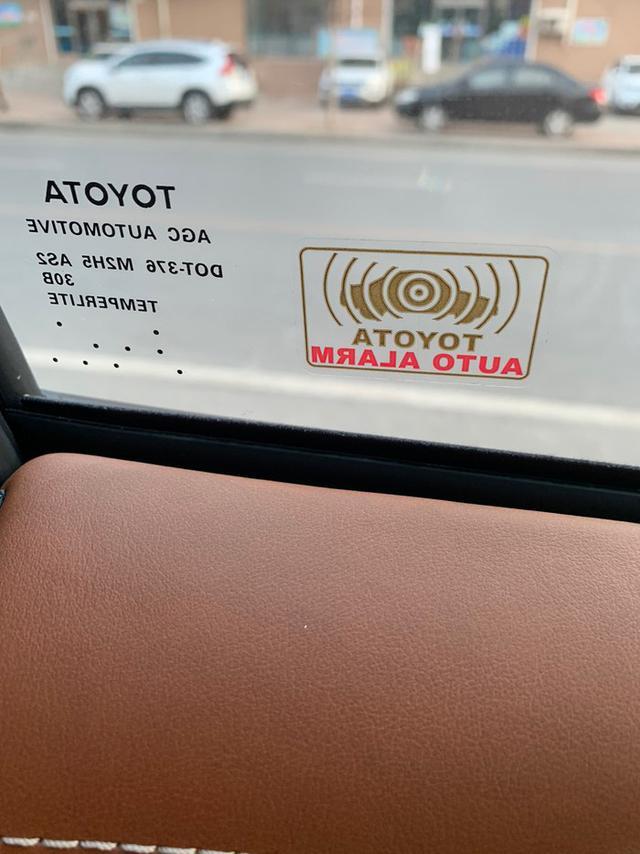 TOYOTA
AGC AUTOMOTIVE
DOT-376 M2H5 AS2
30B
TEMPERLITE
TOYOTA
AUTO ALARM